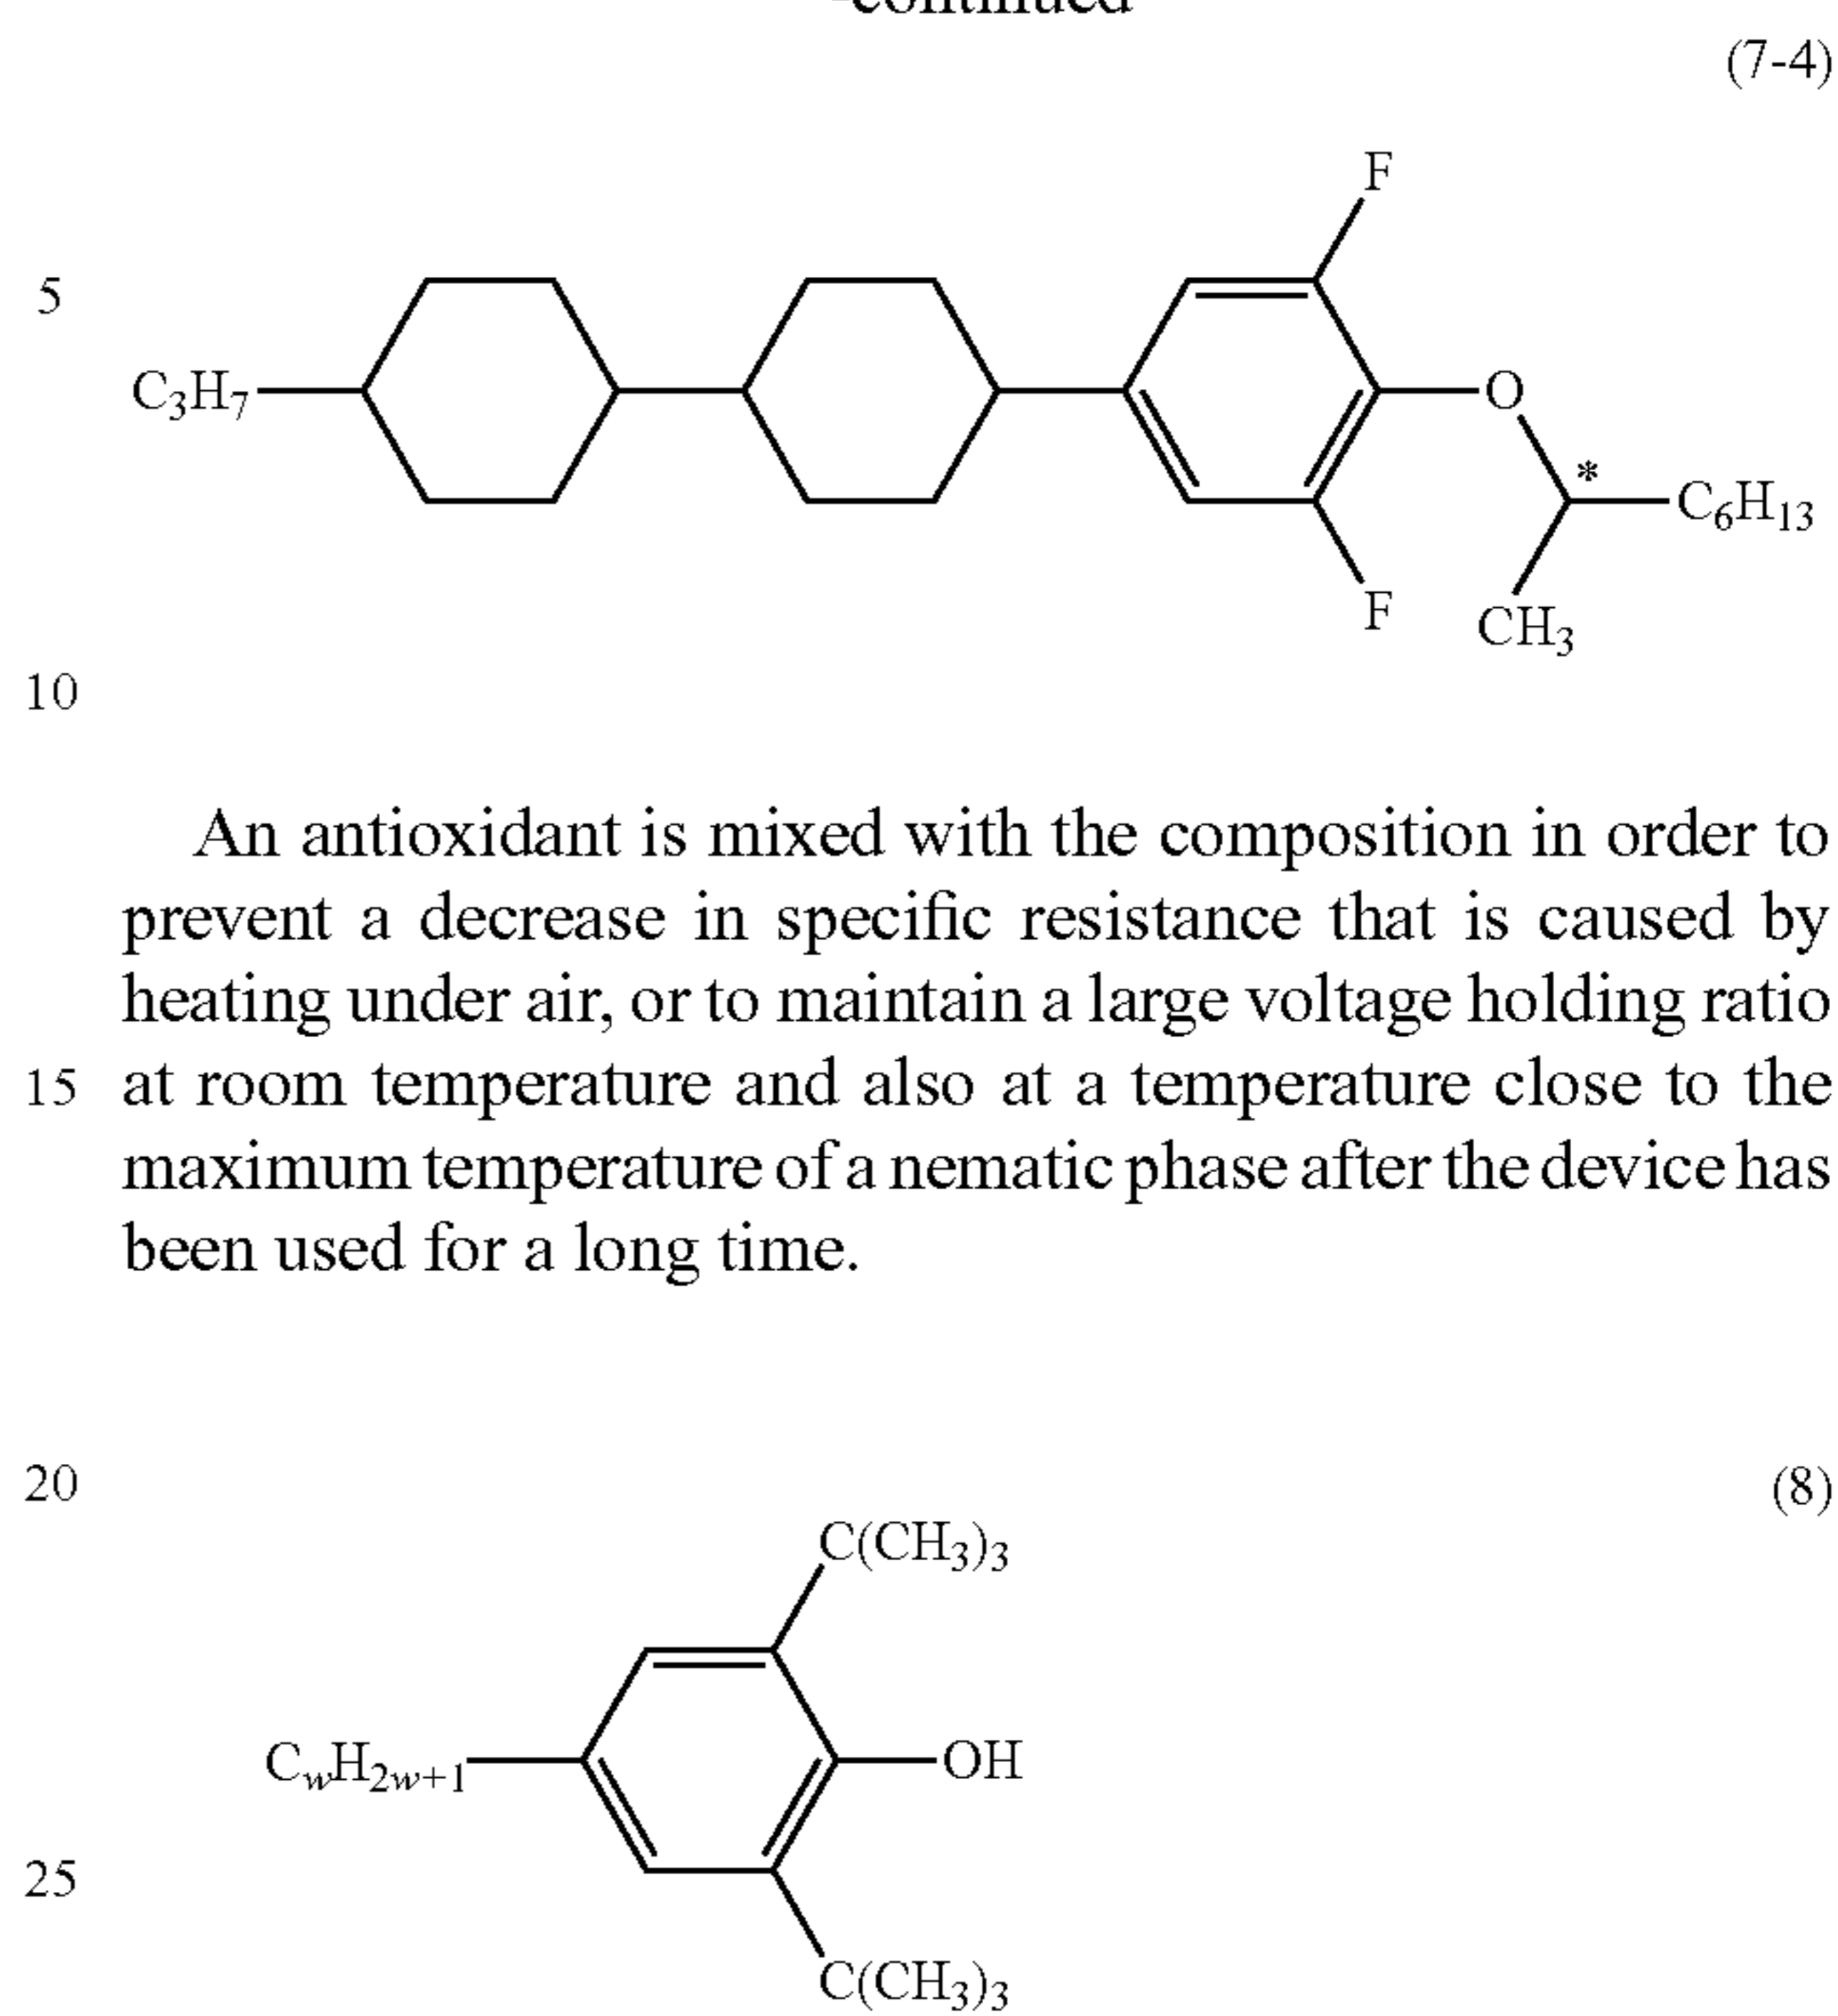 -continued
(7-4)
F
5
C3H7
O
*
C6H13
F
CH3
10
An antioxidant is mixed with the composition in order to
prevent a decrease in specific resistance that is caused by
heating under air, or to maintain a large voltage holding ratio
15 at room temperature and also at a temperature close to the
maximum temperature of a nematic phase after the device has
been used for a long time.
20 (8)
C(CH3)3
CwH2w+1
OH
25
C(CH3)3